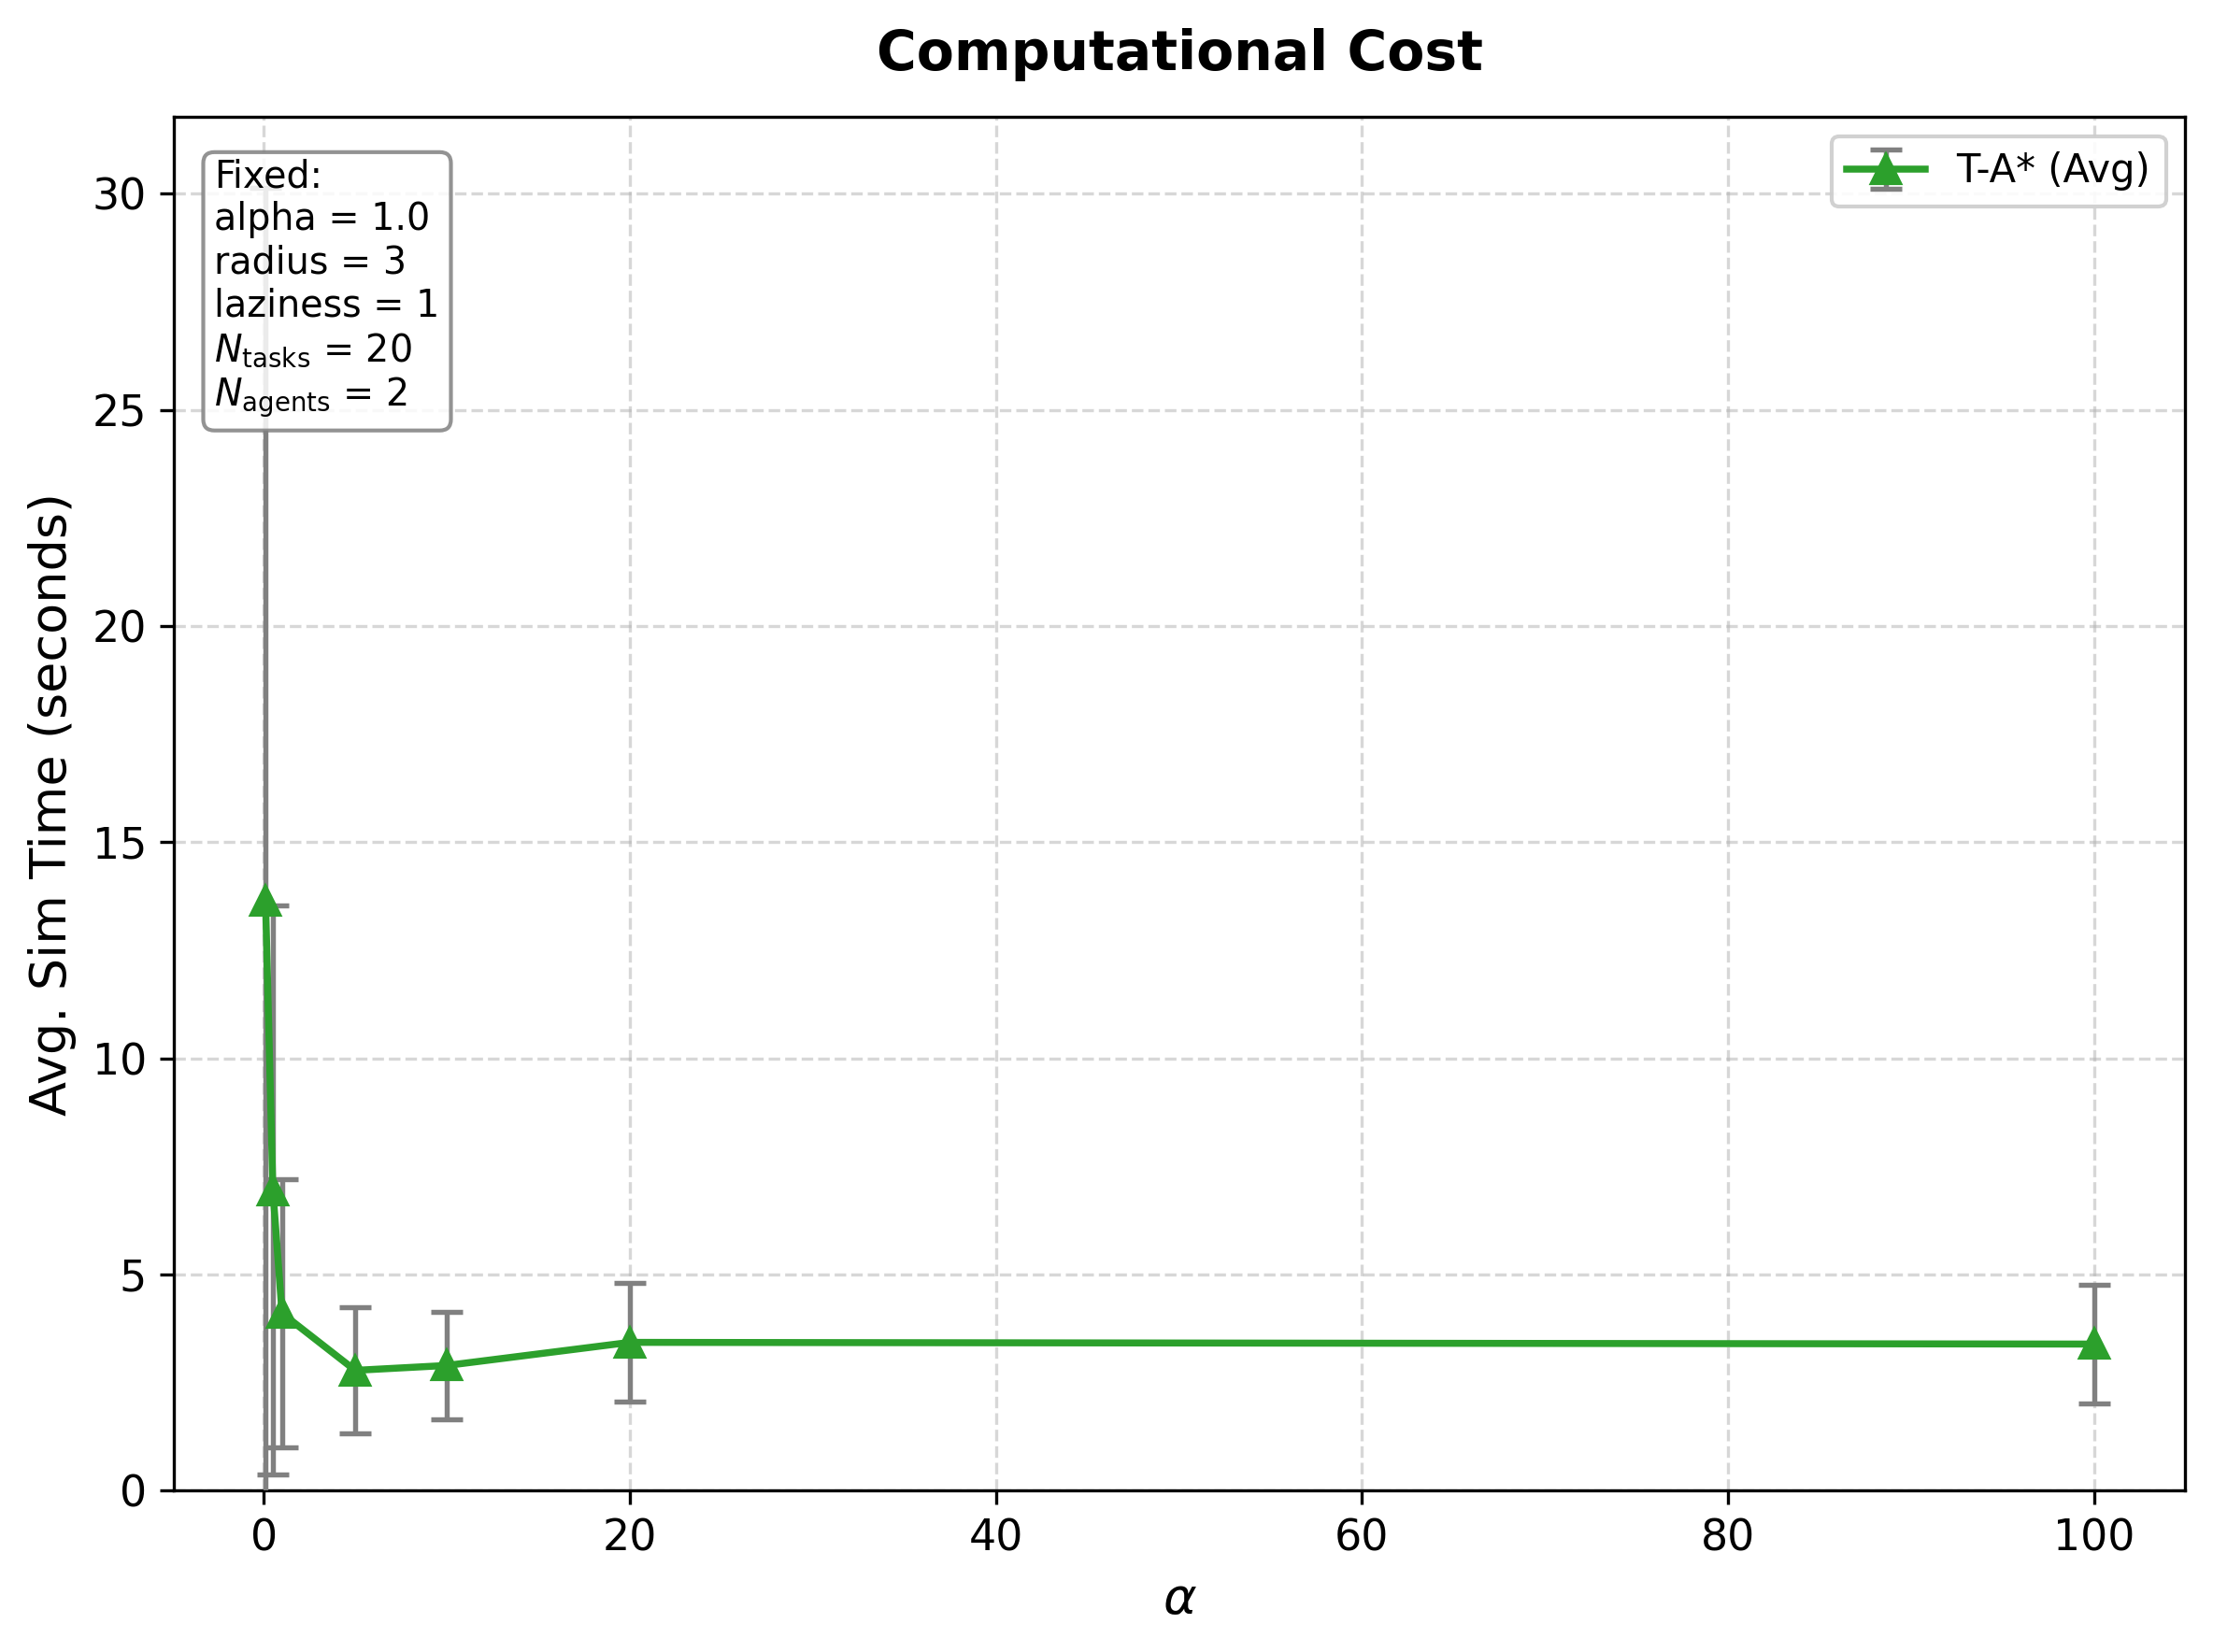 Computational Cost
Fixed:
alpha = 1.0
radius = 3
laziness = 1
N_tasks = 20
N_agents = 2
T-A* (Avg)
Avg. Sim Time (seconds)
30
25
20
15
10
5
0
0 20 40 60 80 100
α